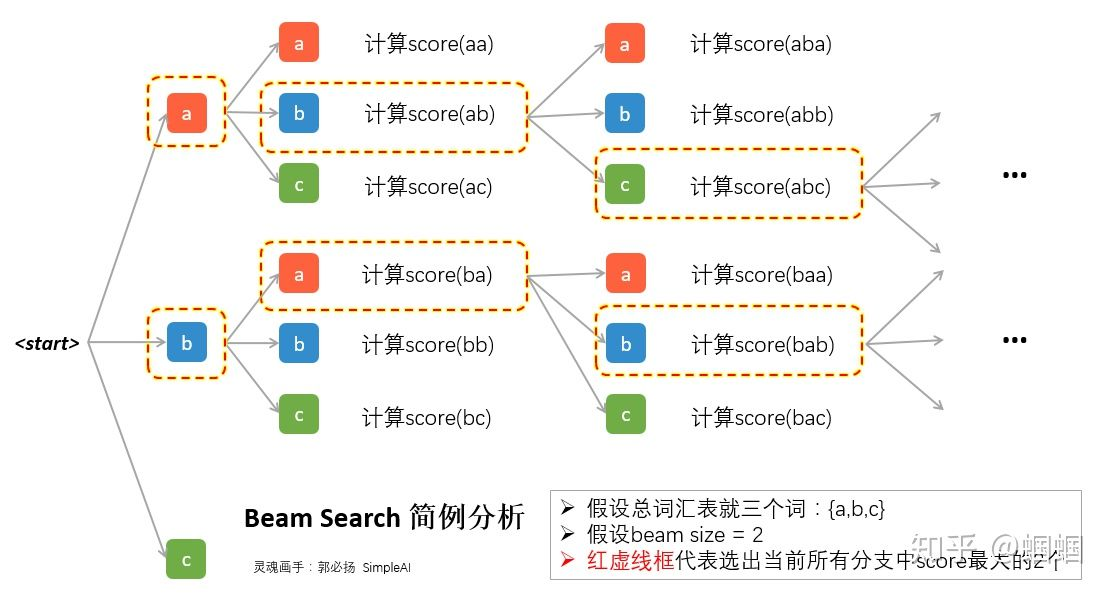 a 计算score(aa) a 计算score(aba)
a b 计算score(ab) b 计算score(abb)
c 计算score(ac) c 计算score(abc) ...
a 计算score(ba) a 计算score(baa)
<start> b b 计算score(bb) b 计算score(bab) ...
c 计算score(bc) c 计算score(bac)
c
Beam Search 简例分析
灵魂画手：郭必扬 SimpleAI
➢ 假设总词汇表就三个词：{a,b,c}
➢ 假设beam size = 2
➢ 红虚线框代表选出当前所有分支中score最大的2个
知乎 @蝈蝈